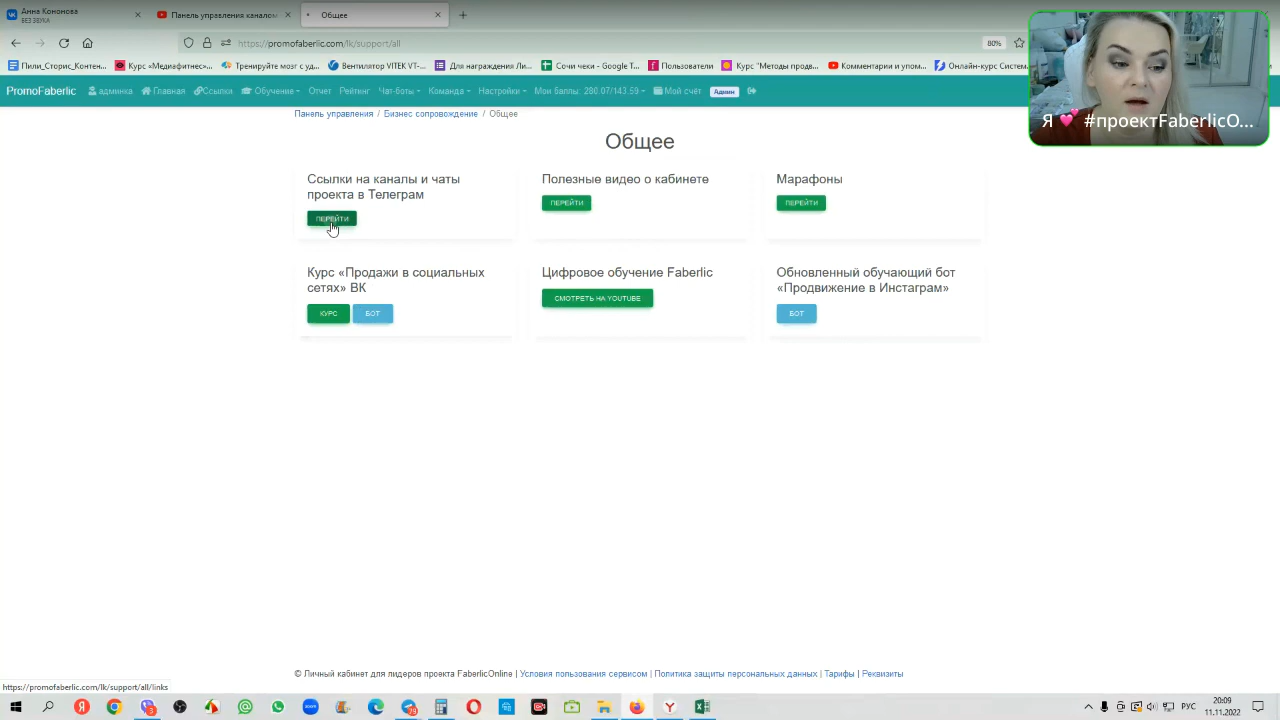 Анна Кононова
БЕЗ ЗВУКА
Панель управления каналом
Общее
https://promofaberlic.com/lk/support/all
80%
Пили_Сторис_Контен...
Курс «Медиафитнес»...
Тренируйте мозг с уд...
Вентилятор VITEK VT-...
Для награждения Ли...
Сочи чеки - Google Т...
Пользователи
Курс "Методы продв...
Комментарии и упом...
Онлайн-курс Систем
PromoFaberlic
админка
Главная
Ссылки
Обучение
Отчет
Рейтинг
Чат-боты
Команда
Настройки
Мои баллы: 280.07/143.59
Мой счёт
Админ
Я 💕 #проектFaberlicO...
Панель управления / Бизнес сопровождение / Общее
Общее
Ссылки на каналы и чаты
проекта в Телеграм
ПЕРЕЙТИ
Полезные видео о кабинете
ПЕРЕЙТИ
Марафоны
ПЕРЕЙТИ
Курс «Продажи в социальных
сетях» ВК
КУРС
БОТ
Цифровое обучение Faberlic
СМОТРЕТЬ НА YOUTUBE
Обновленный обучающий бот
«Продвижение в Инстаграм»
БОТ
© Личный кабинет для лидеров проекта FaberlicOnline | Условия пользования сервисом | Политика защиты персональных данных | Тарифы | Реквизиты
https://promofaberlic.com/lk/support/all/links
РУС
20:09
11.11.2022